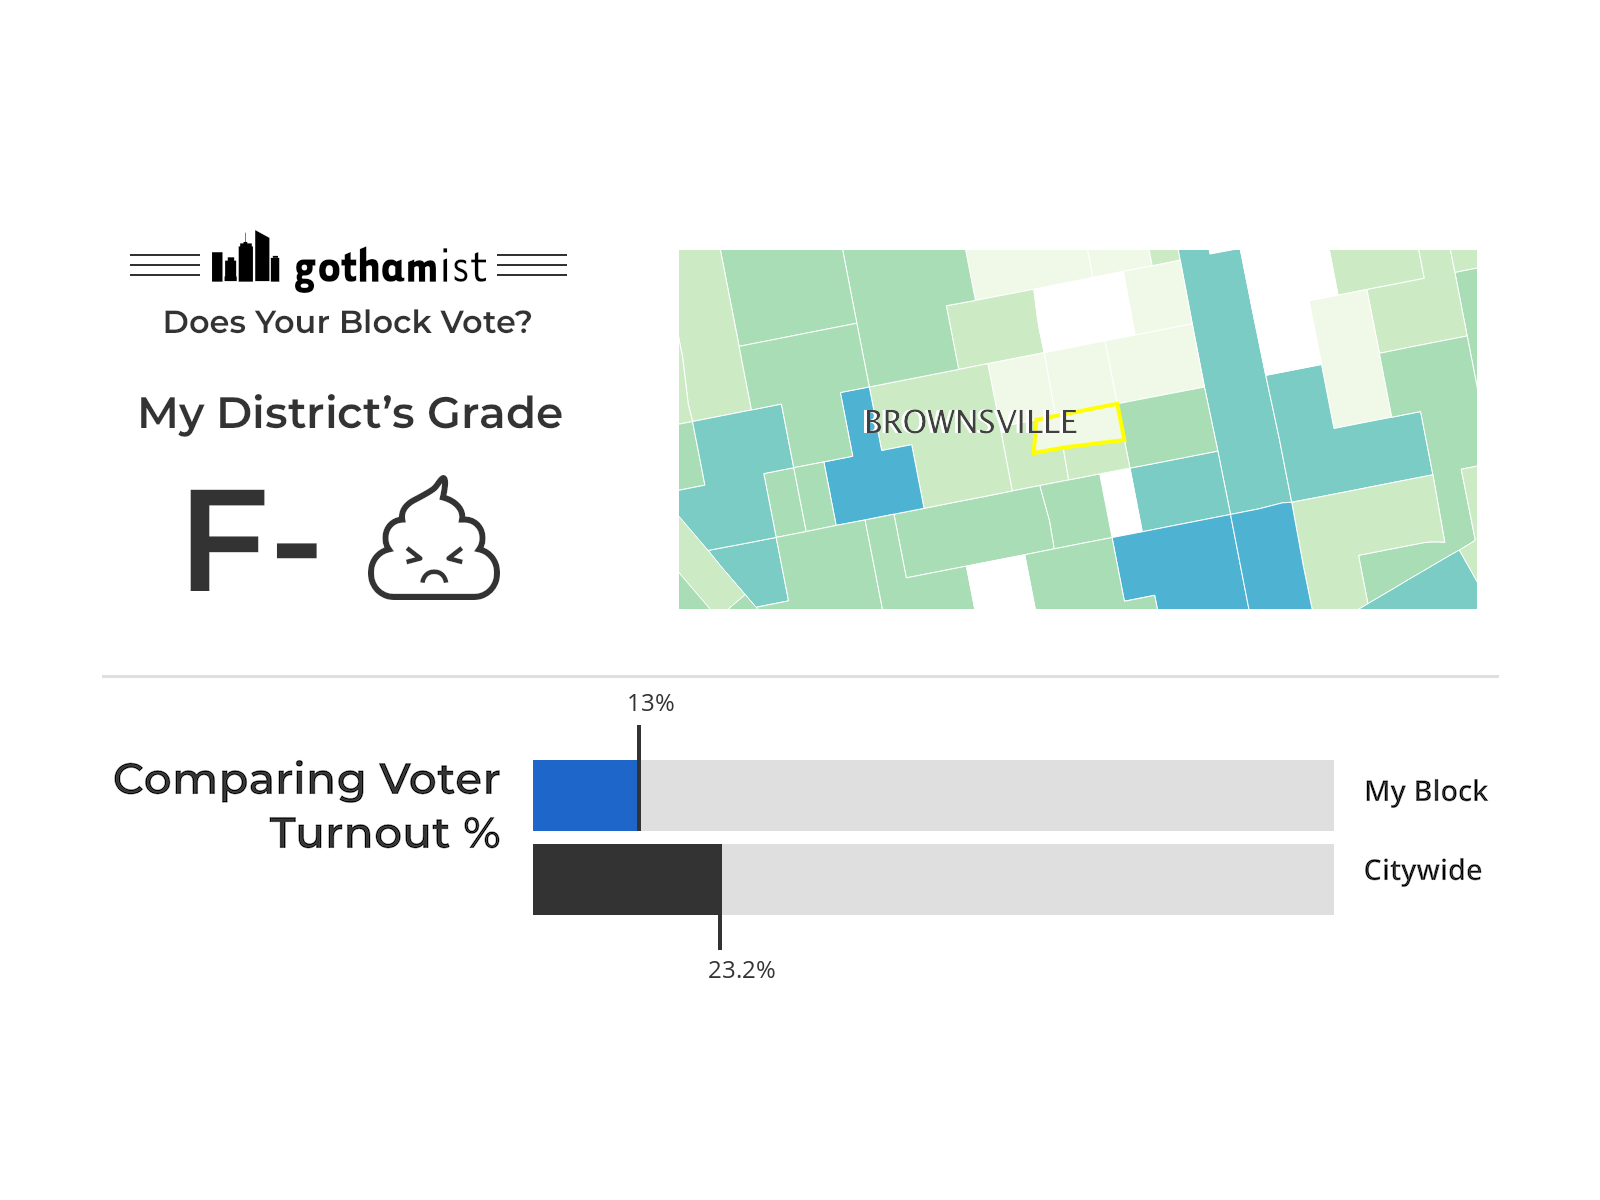 gothamist
Does Your Block Vote?
My District’s Grade
F-
BROWNSVILLE
13%
Comparing Voter
Turnout %
My Block
Citywide
23.2%